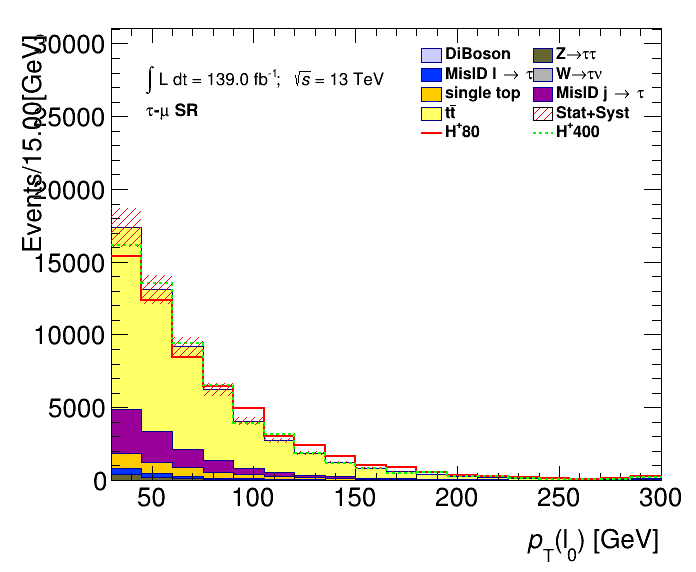 Events/15.00[GeV]
30000
25000
20000
15000
10000
5000
0
∫ L dt = 139.0 fb⁻¹; √s = 13 TeV
τ-μ SR
DiBoson Z→ττ
MisID l → τ W→τν
single top MisID j → τ
tt̄ Stat+Syst
H⁺80 H⁺400
50 100 150 200 250 300
p_T(l_0) [GeV]